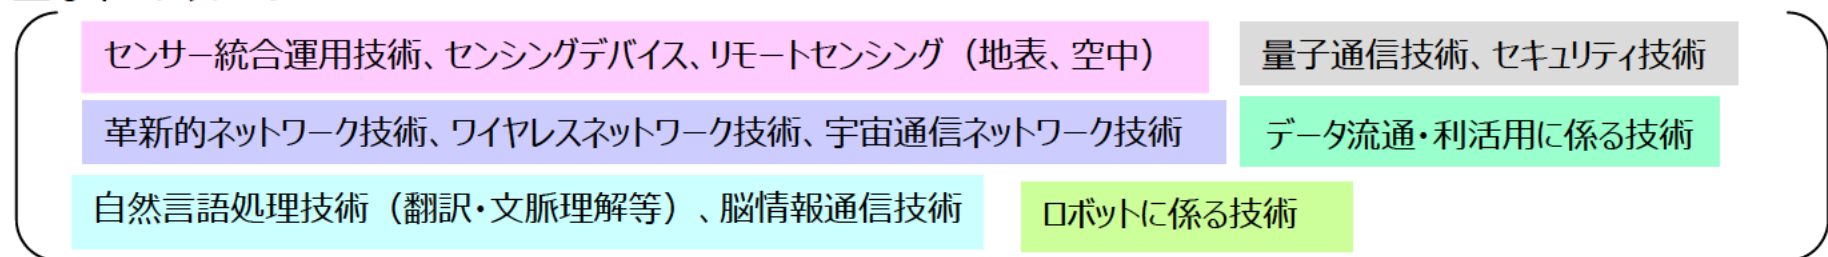 センサー統合運用技術、センシングデバイス、リモートセンシング（地表、空中）
量子通信技術、セキュリティ技術
革新的ネットワーク技術、ワイヤレスネットワーク技術、宇宙通信ネットワーク技術
データ流通・利活用に係る技術
自然言語処理技術（翻訳・文脈理解等）、脳情報通信技術
ロボットに係る技術